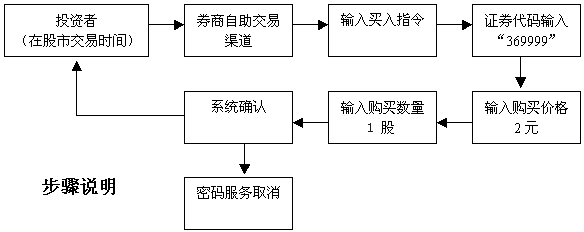 投资者
（在股市交易时间）
券商自助交易
渠道
输入买入指令
证券代码输入
“369999”
输入购买价格
2元
输入购买数量
1 股
系统确认
密码服务取消
步骤说明